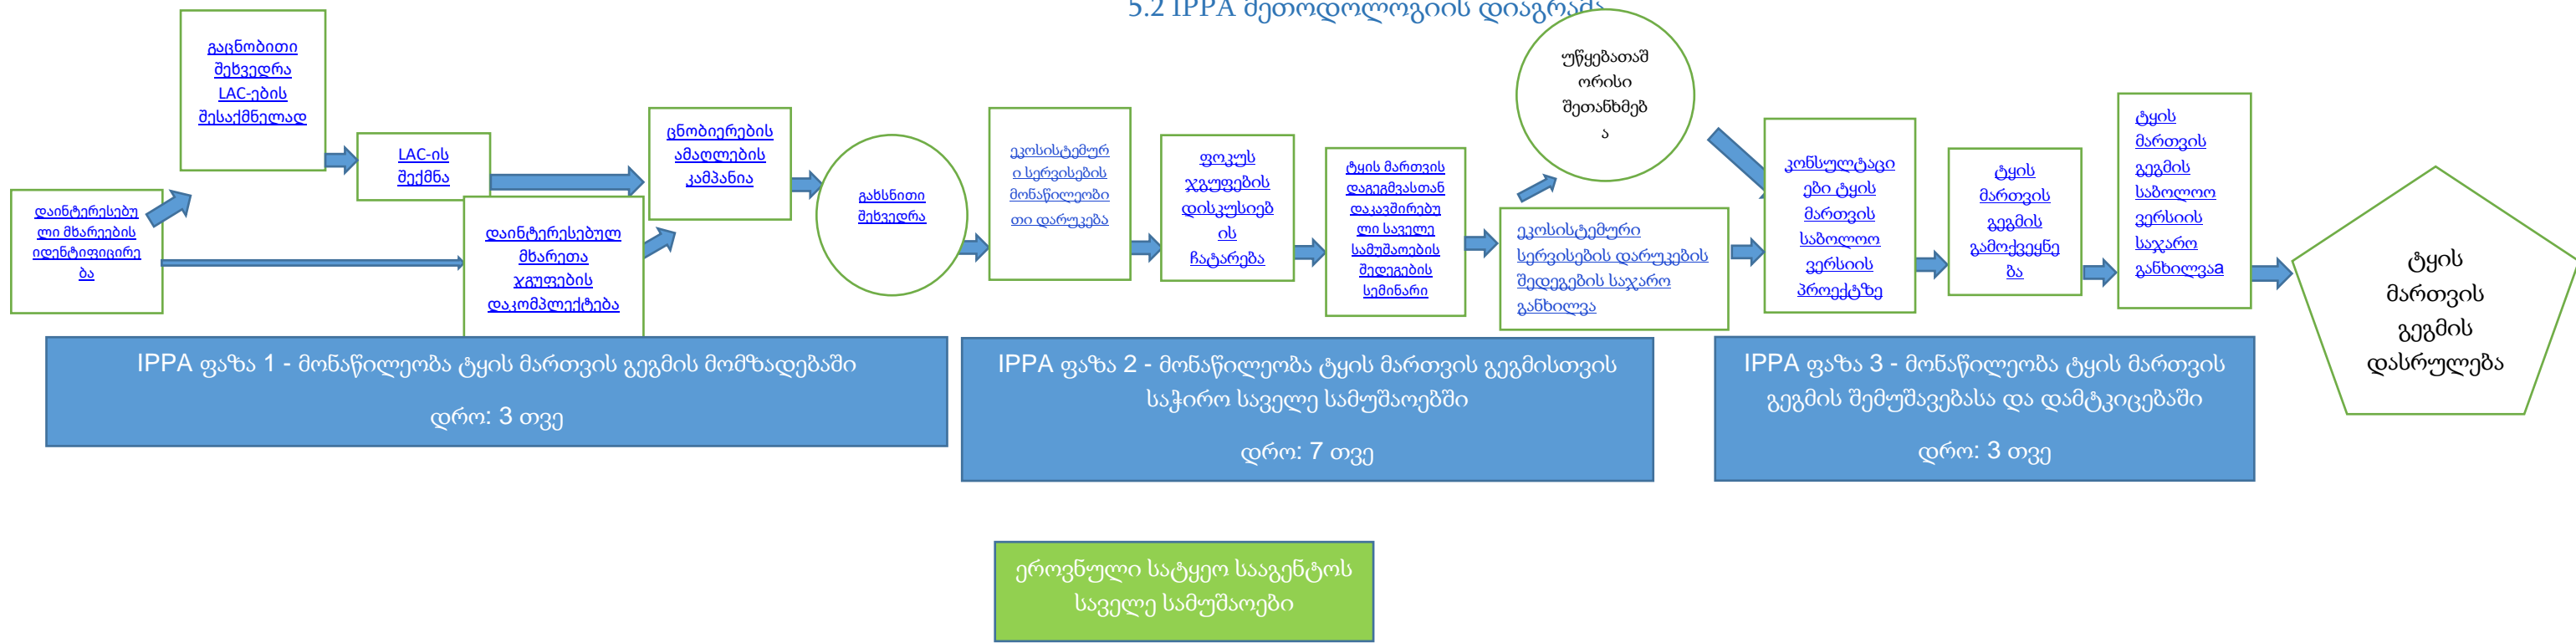 5.2 IPPA მეთოდოლოგიის დიაგრამა
დაინტერესებუ
ლი მხარეების
იდენტიფიცირე
ბა
გაცნობითი
შეხვედრა
LAC-ების
შესაქმნელად
LAC-ის
შექმნა
დაინტერესებულ
მხარეთა
ჯგუფების
დაკომპლექტება
ცნობიერების
ამაღლების
კამპანია
გახსნითი
შეხვედრა
ეკოსისტემურ
ი სერვისების
მონაწილეობი
თი დარუკება
ფოკუს
ჯგუფების
დისკუსიებ
ის
ჩატარება
ტყის მართვის
დაგეგმვასთან
დაკავშირებუ
ლი საველე
სამუშაოების
შედეგების
სემინარი
უწყებათაშ
ორისი
შეთანხმებ
ა
ეკოსისტემური
სერვისების დარუკების
შედეგების საჯარო
განხილვა
კონსულტაცი
ები ტყის
მართვის
საბოლოო
ვერსიის
პროექტზე
ტყის
მართვის
გეგმის
გამოქვეყნე
ბა
ტყის
მართვის
გეგმის
საბოლოო
ვერსიის
საჯარო
განხილვაa
ტყის
მართვის
გეგმის
დასრულება
IPPA ფაზა 1 - მონაწილეობა ტყის მართვის გეგმის მომზადებაში
დრო: 3 თვე
IPPA ფაზა 2 - მონაწილეობა ტყის მართვის გეგმისთვის
საჭირო საველე სამუშაოებში
დრო: 7 თვე
IPPA ფაზა 3 - მონაწილეობა ტყის მართვის
გეგმის შემუშავებასა და დამტკიცებაში
დრო: 3 თვე
ეროვნული სატყეო სააგენტოს
საველე სამუშაოები